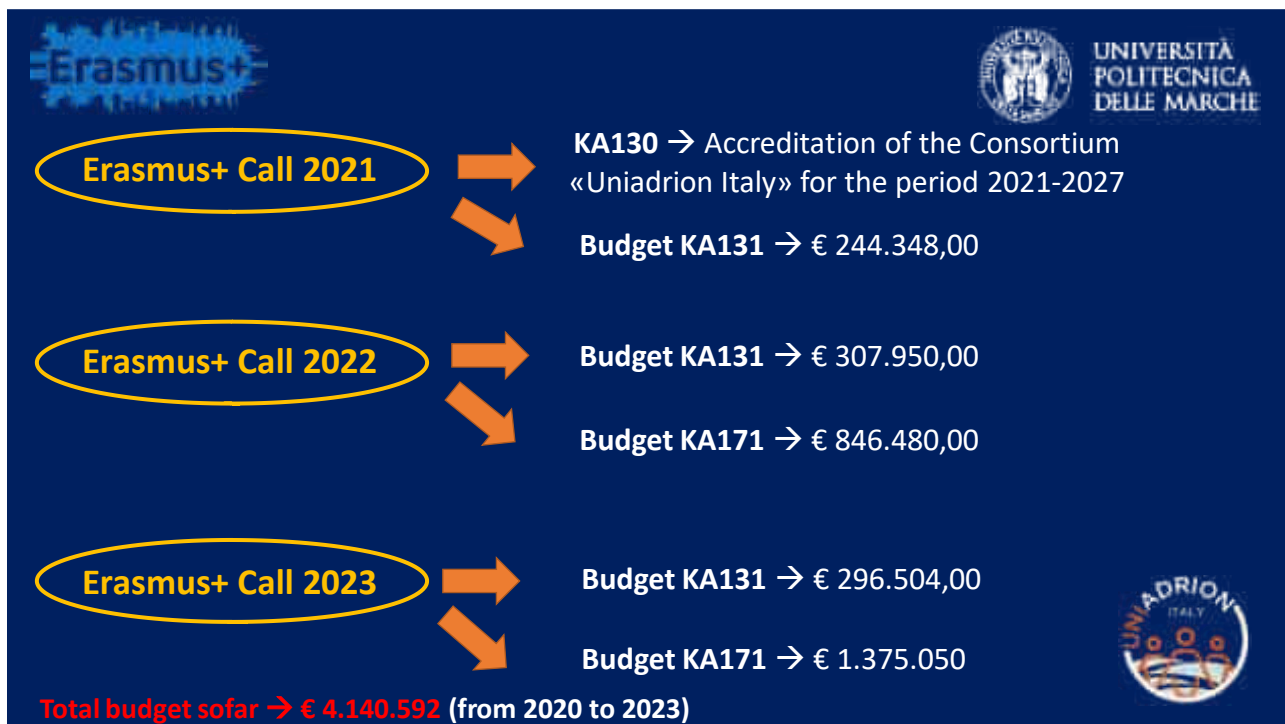 Erasmus+
UNIVERSITÀ
POLITECNICA
DELLE MARCHE
Erasmus+ Call 2021
KA130 → Accreditation of the Consortium
«Uniadrion Italy» for the period 2021-2027
Budget KA131 → € 244.348,00
Erasmus+ Call 2022
Budget KA131 → € 307.950,00
Budget KA171 → € 846.480,00
Erasmus+ Call 2023
Budget KA131 → € 296.504,00
Budget KA171 → € 1.375.050
UNIADRION
ITALY
Total budget sofar → € 4.140.592 (from 2020 to 2023)